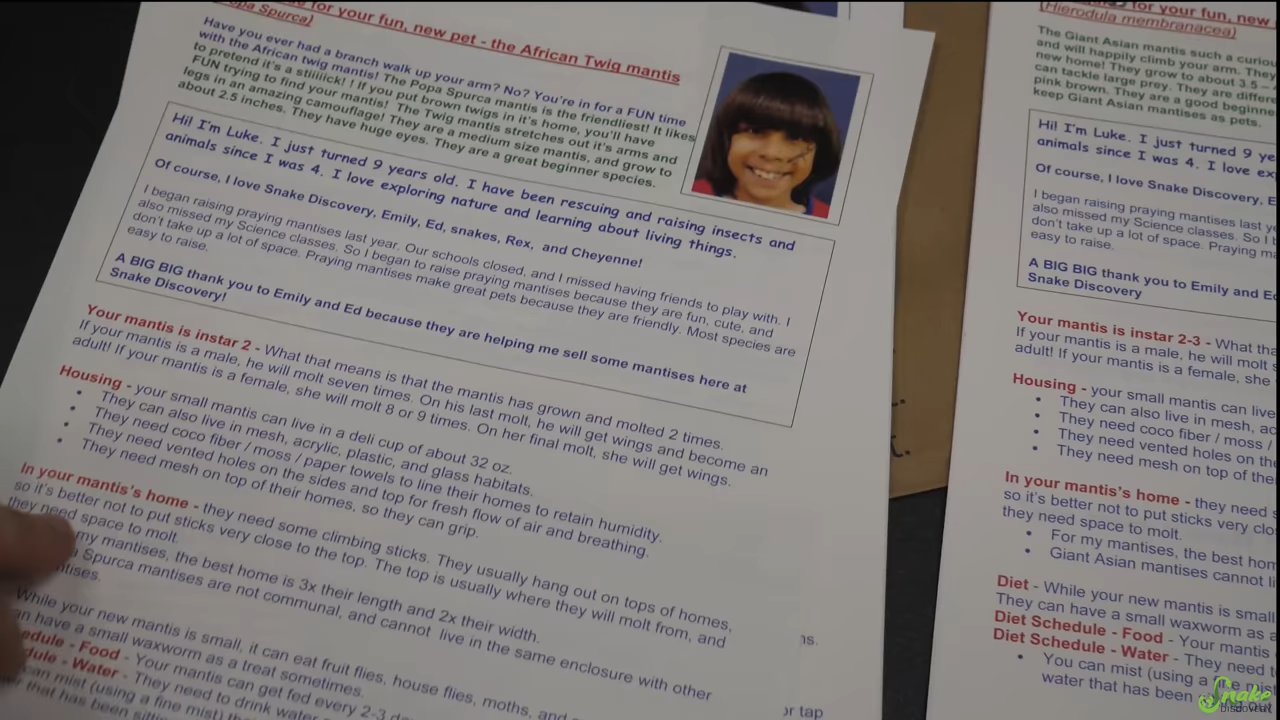 for your fun, new pet - the African Twig mantis
Spurca)
Have you ever had a branch walk up your arm? No? You're in for a FUN time
with the African twig mantis! The Popa Spurca mantis is the friendliest! It likes
to pretend it's a stiiiiick! ! If you put brown twigs in it's home, you'll have
FUN trying to find your mantis! The Twig mantis stretches out it's arms and
legs in an amazing camouflage! They are a medium size mantis, and grow to
about 2.5 inches. They have huge eyes. They are a great beginner species.
Hi! I'm Luke. I just turned 9 years old. I have been rescuing and raising insects and
animals since I was 4. I love exploring nature and learning about living things.
Of course, I love Snake Discovery, Emily, Ed, snakes, Rex, and Cheyenne!
I began raising praying mantises last year. Our schools closed, and I missed having friends to play with. I
also missed my Science classes. So I began to raise praying mantises because they are fun, cute, and
don't take up a lot of space. Praying mantises make great pets because they are friendly. Most species are
easy to raise.
A BIG BIG thank you to Emily and Ed because they are helping me sell some mantises here at
Snake Discovery!
Your mantis is instar 2 - What that means is that the mantis has grown and molted 2 times.
If your mantis is a male, he will molt seven times. On his last molt, he will get wings and become an
adult! If your mantis is a female, she will molt 8 or 9 times. On her final molt, she will get wings.
Housing - your small mantis can live in a deli cup of about 32 oz.
• They can also live in mesh, acrylic, plastic, and glass habitats.
• They need coco fiber / moss / paper towels to line their homes to retain humidity.
• They need vented holes on the sides and top for fresh flow of air and breathing.
• They need mesh on top of their homes, so they can grip.
In your mantis's home - they need some climbing sticks. They usually hang out on tops of homes,
so it's better not to put sticks very close to the top. The top is usually where they will molt from, and
they need space to molt.
my mantises, the best home is 3x their length and 2x their width.
Spurca mantises are not communal, and cannot live in the same enclosure with other
While your new mantis is small, it can eat fruit flies, house flies, moths, and
have a small waxworm as a treat sometimes.
Food - Your mantis can get fed every 2-3
Water - They need to drink water
can mist (using a fine mist)
that has been
or tap
for your fun, new
(Hierodula membranacea)
The Giant Asian mantis such a
and will happily climb your arm. They
new home! They grow to about 3.5 -
can tackle large prey. They are
pink brown. They are a good
keep Giant Asian mantises as pets.
Hi! I'm Luke. I just turned 9
animals since I was 4. I love
Of course, I love Snake Discovery,
I began raising praying mantises last
also missed my Science classes. So I
don't take up a lot of space. Praying
easy to raise.
A BIG BIG thank you to Emily and
Snake Discovery
Your mantis is instar 2-3 - What
If your mantis is a male, he will molt
adult! If your mantis is a female, she
Housing - your small mantis can live
• They can also live in mesh,
• They need coco fiber / moss /
• They need vented holes on the
• They need mesh on top of
In your mantis's home - they need
so it's better not to put sticks very
they need space to molt.
• For my mantises, the best
• Giant Asian mantises cannot
Diet - While your new mantis is small
They can have a small waxworm as a
Diet Schedule - Food - Your mantis
Diet Schedule - Water - They need
• You can mist (using a fine
water that has been
Snake
Discovery